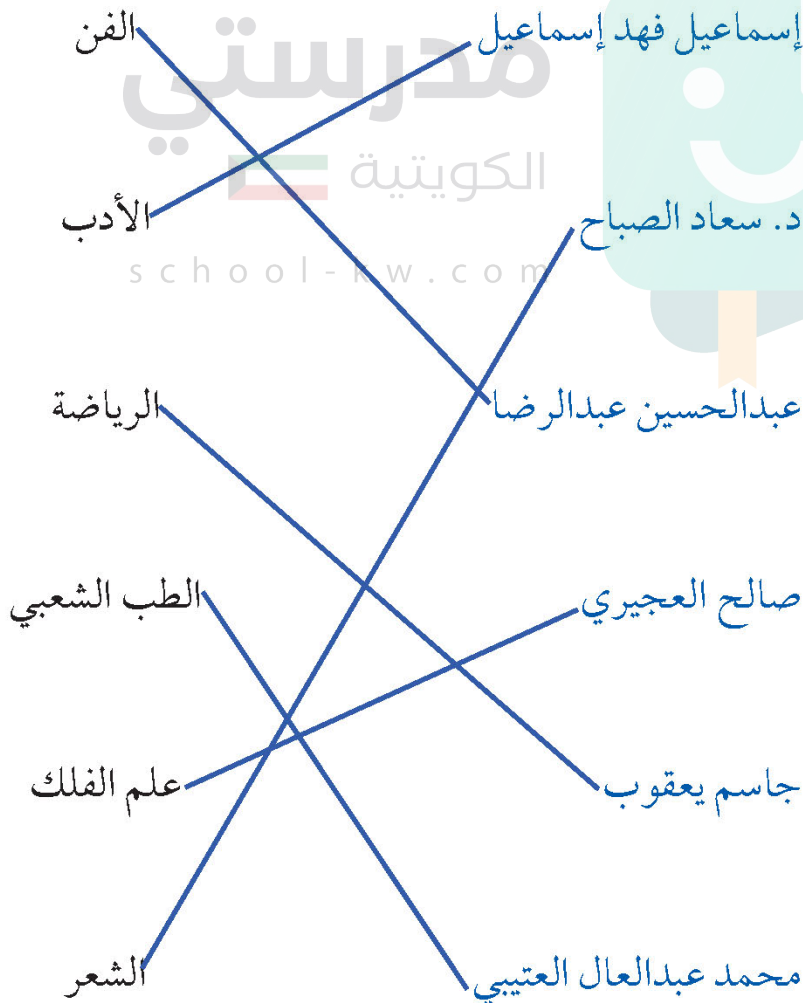 إسماعيل فهد إسماعيل الفن
مدرستي
الكويتية
د. سعاد الصباح الأدب
school-kw.com
عبدالحسين عبدالرضا الرياضة
صالح العجيري الطب الشعبي
جاسم يعقوب علم الفلك
محمد عبدالعال العتيبي الشعر